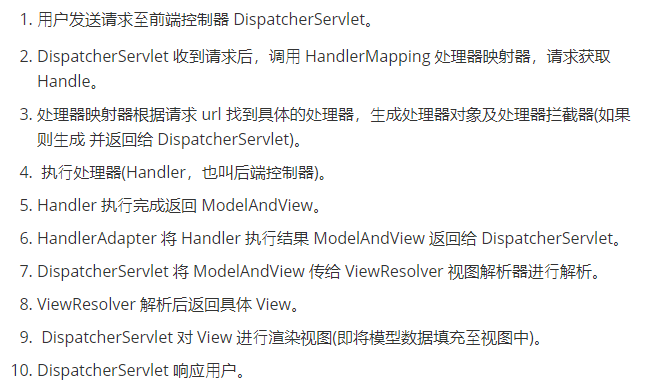 1. 用户发送请求至前端控制器 DispatcherServlet。
2. DispatcherServlet 收到请求后，调用 HandlerMapping 处理器映射器，请求获取
Handle。
3. 处理器映射器根据请求 url 找到具体的处理器，生成处理器对象及处理器拦截器(如果
则生成 并返回给 DispatcherServlet)。
4. 执行处理器(Handler，也叫后端控制器)。
5. Handler 执行完成返回 ModelAndView。
6. HandlerAdapter 将 Handler 执行结果 ModelAndView 返回给 DispatcherServlet。
7. DispatcherServlet 将 ModelAndView 传给 ViewResolver 视图解析器进行解析。
8. ViewResolver 解析后返回具体 View。
9. DispatcherServlet 对 View 进行渲染视图(即将模型数据填充至视图中)。
10. DispatcherServlet 响应用户。